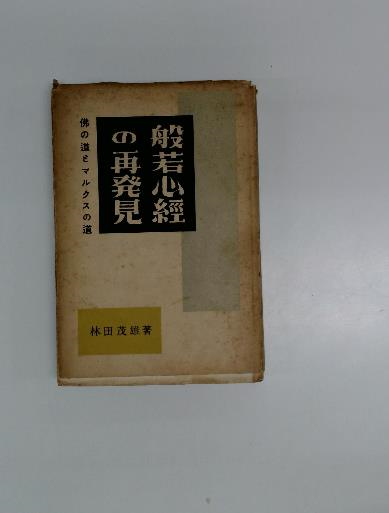 般若心經
の再発見
佛の道とマルクスの道
林田茂雄著